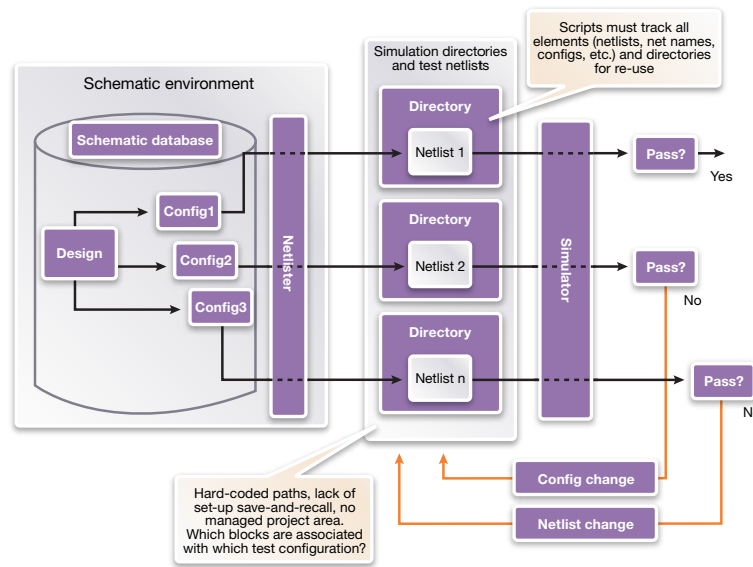 Scripts must track all
elements (netlists, net names,
configs, etc.) and directories
for re-use
Simulation directories
and test netlists
Schematic environment
Schematic database
Design
Config1
Config2
Config3
Netlister
Directory
Netlist 1
Directory
Netlist 2
Directory
Netlist n
Simulator
Pass?
Yes
Pass?
No
Pass?
N
Config change
Netlist change
Hard-coded paths, lack of
set-up save-and-recall, no
managed project area.
Which blocks are associated
with which test configuration?